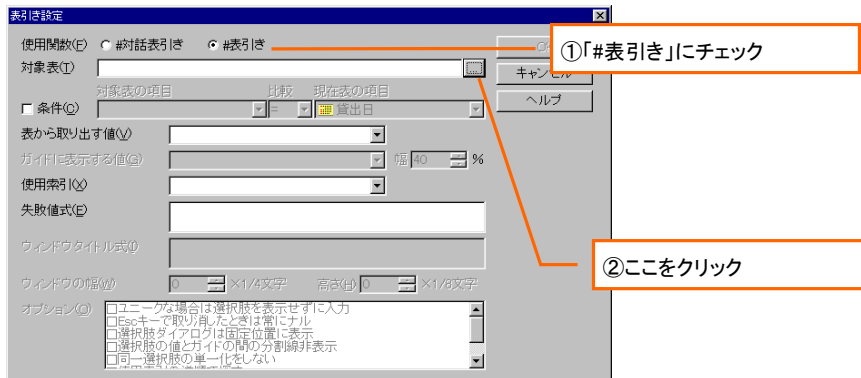 表引き設定
使用関数(F) #対話表引き #表引き
①「#表引き」にチェック
対象表(T) ...
キャンセル
対象表の項目 比較 現在表の項目
条件(C) = 貸出日
ヘルプ
表から取り出す値(V)
ガイドに表示する値(G) 幅 40 %
使用索引(X)
失敗値式(E)
ウィンドウタイトル式(I)
②ここをクリック
ウィンドウの幅(W) 0 ×1/4文字 高さ(H) 0 ×1/8文字
オプション(O) ユニークな場合は選択肢を表示せずに入力
Escキーで取り消したときは常にナル
選択肢ダイアログは固定位置に表示
選択肢の値とガイドの間の分割線非表示
同一選択肢の単一化をしない